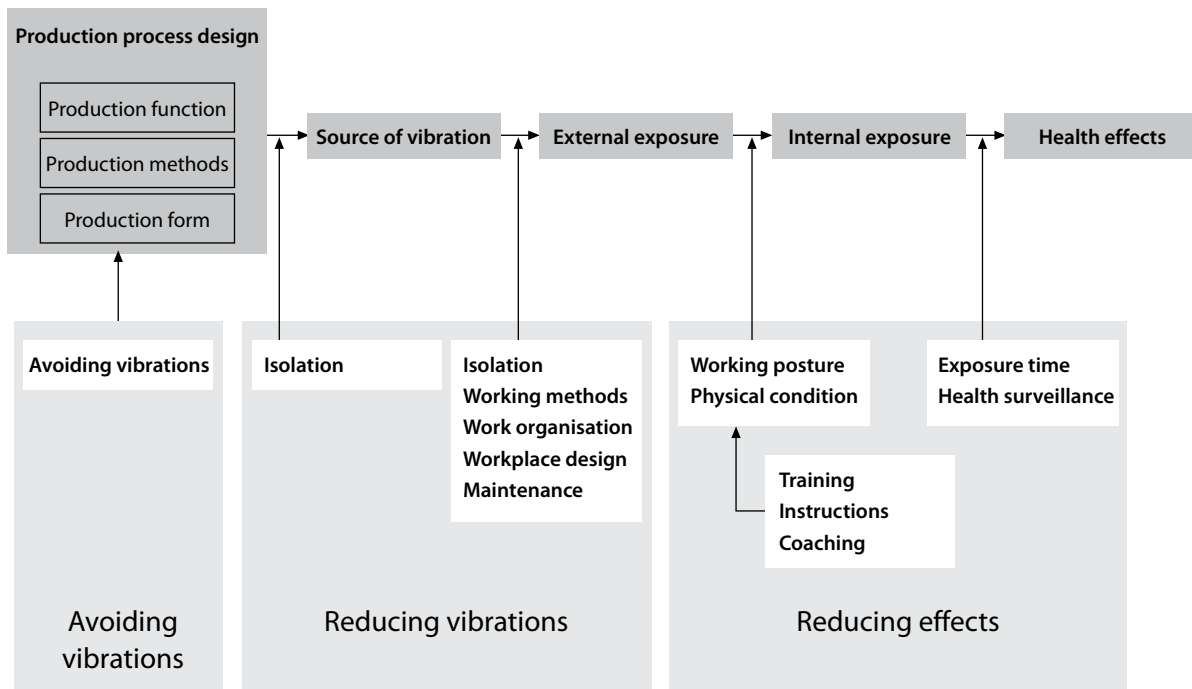 Production process design
Production function
Production methods
Production form
Source of vibration
External exposure
Internal exposure
Health effects
Avoiding vibrations
Isolation
Isolation
Working methods
Work organisation
Workplace design
Maintenance
Working posture
Physical condition
Exposure time
Health surveillance
Training
Instructions
Coaching
Avoiding
vibrations
Reducing vibrations
Reducing effects